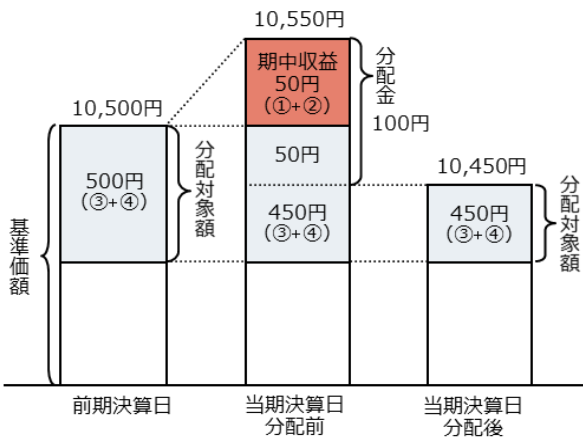 10,550円
期中収益
50円
(①+②)
分配金
100円
10,500円
500円
(③+④)
分配対象額
50円
450円
(③+④)
10,450円
450円
(③+④)
分配対象額
基準価額
前期決算日
当期決算日
分配前
当期決算日
分配後